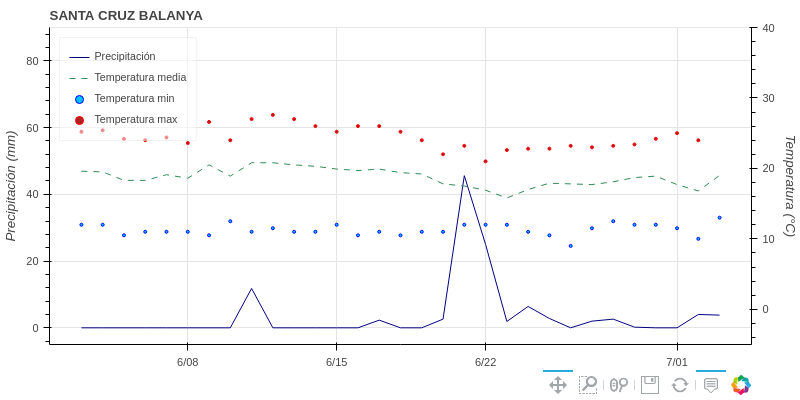 SANTA CRUZ BALANYA
Precipitación
Temperatura media
Temperatura min
Temperatura max
Precipitación (mm)
80
60
40
20
0
Temperatura (°C)
40
30
20
10
0
6/08 6/15 6/22 7/01